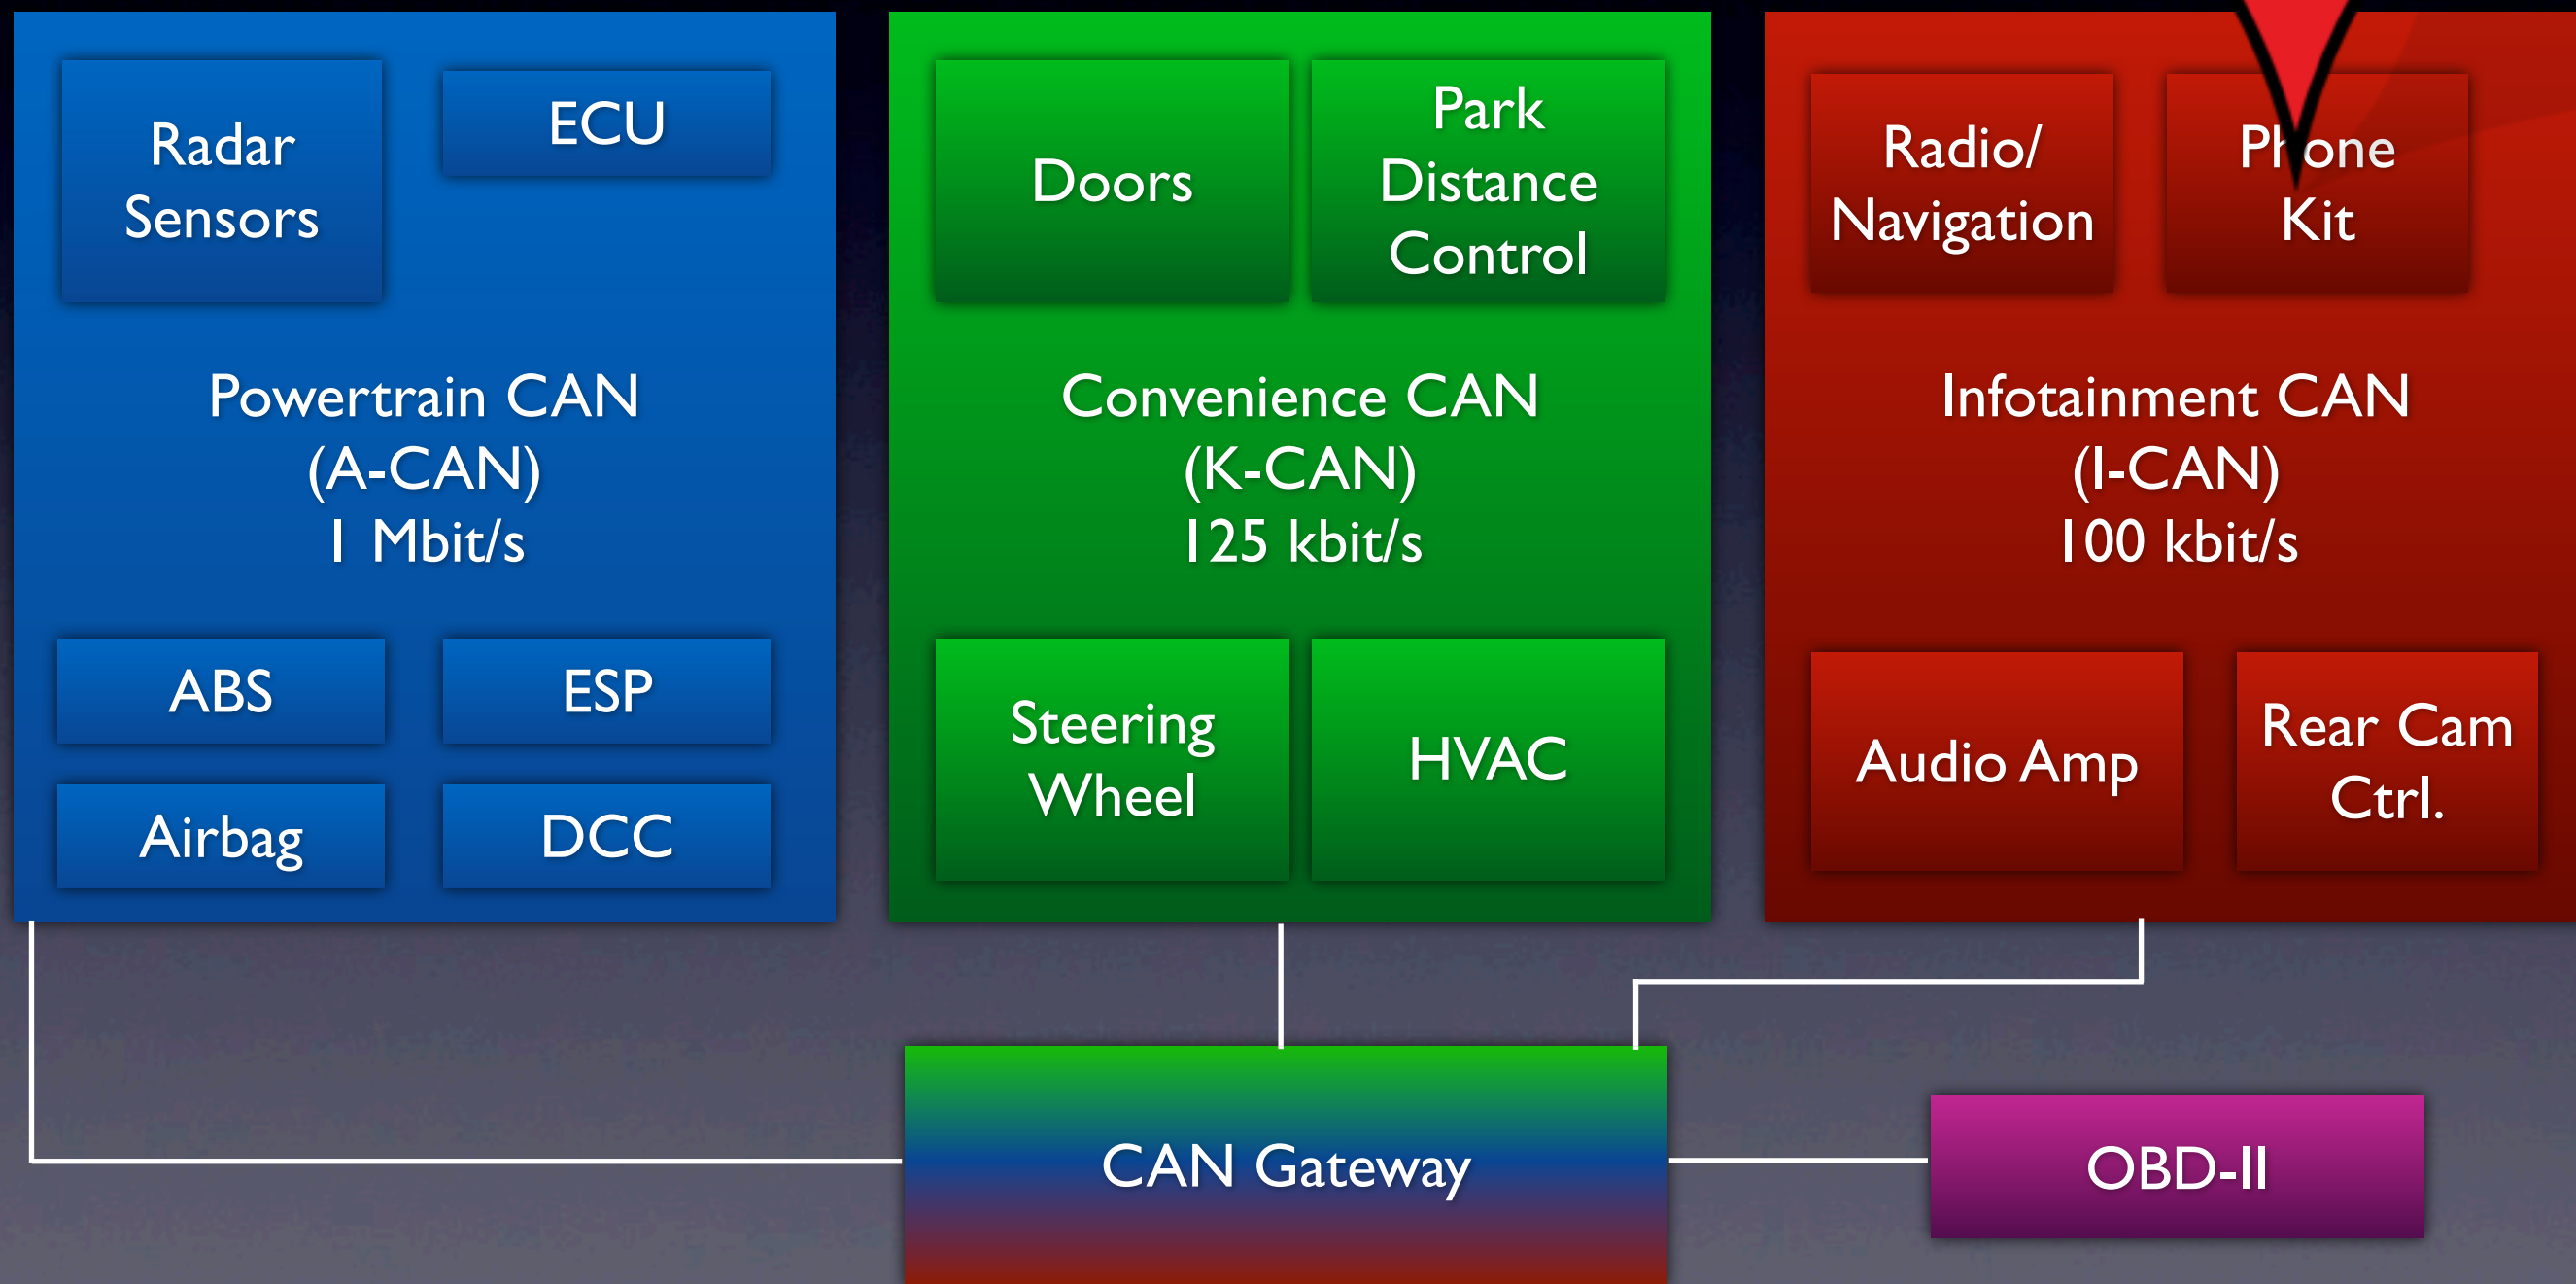 Radar
Sensors
ECU
Powertrain CAN
(A-CAN)
1 Mbit/s
ABS
ESP
Airbag
DCC
Doors
Park
Distance
Control
Convenience CAN
(K-CAN)
125 kbit/s
Steering
Wheel
HVAC
Radio/
Navigation
Phone
Kit
Infotainment CAN
(I-CAN)
100 kbit/s
Audio Amp
Rear Cam
Ctrl.
CAN Gateway
OBD-II